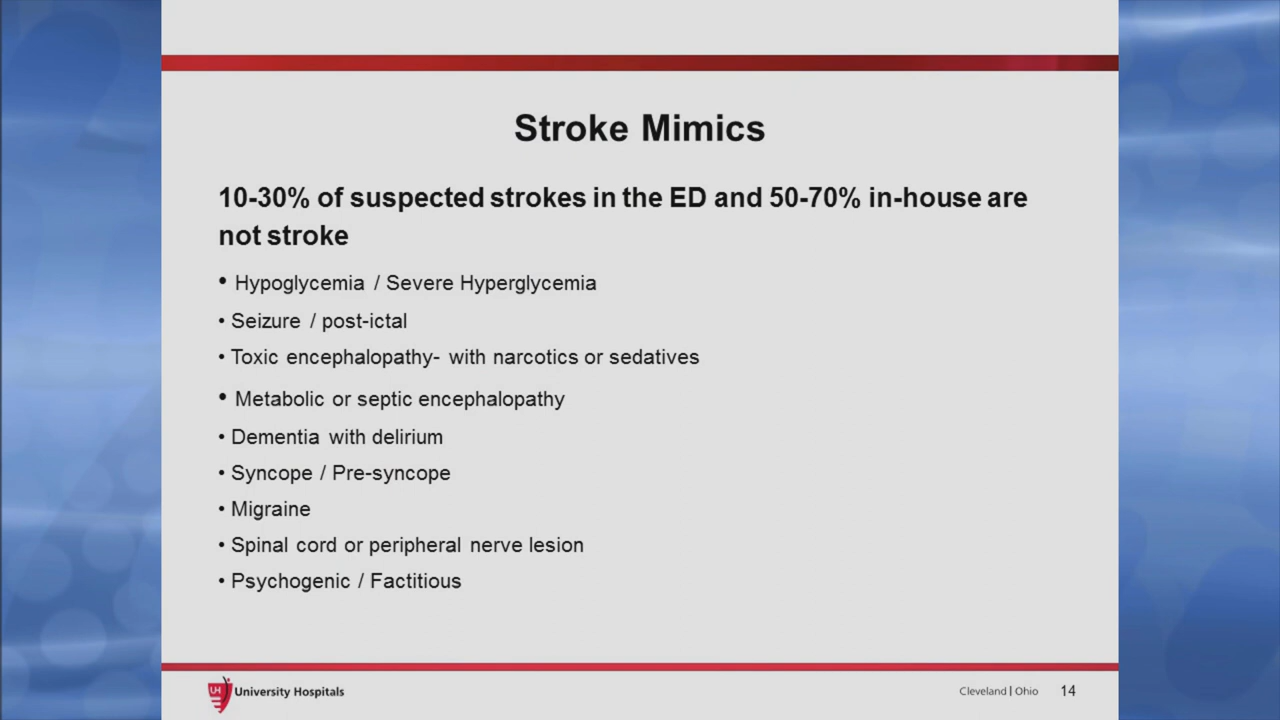 Stroke Mimics
10-30% of suspected strokes in the ED and 50-70% in-house are
not stroke
• Hypoglycemia / Severe Hyperglycemia
• Seizure / post-ictal
• Toxic encephalopathy- with narcotics or sedatives
• Metabolic or septic encephalopathy
• Dementia with delirium
• Syncope / Pre-syncope
• Migraine
• Spinal cord or peripheral nerve lesion
• Psychogenic / Factitious
UH University Hospitals
Cleveland | Ohio 14